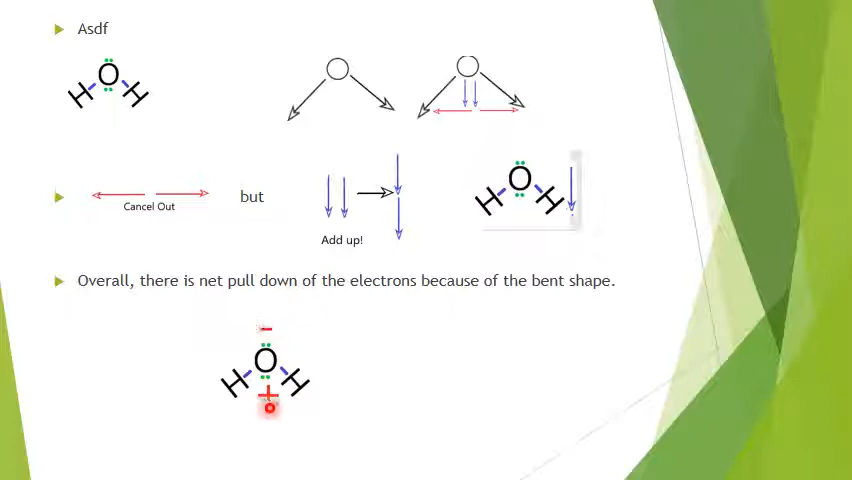 Asdf
O
H H
Cancel Out
but
Add up!
O
H H
Overall, there is net pull down of the electrons because of the bent shape.
-
O
H H
+